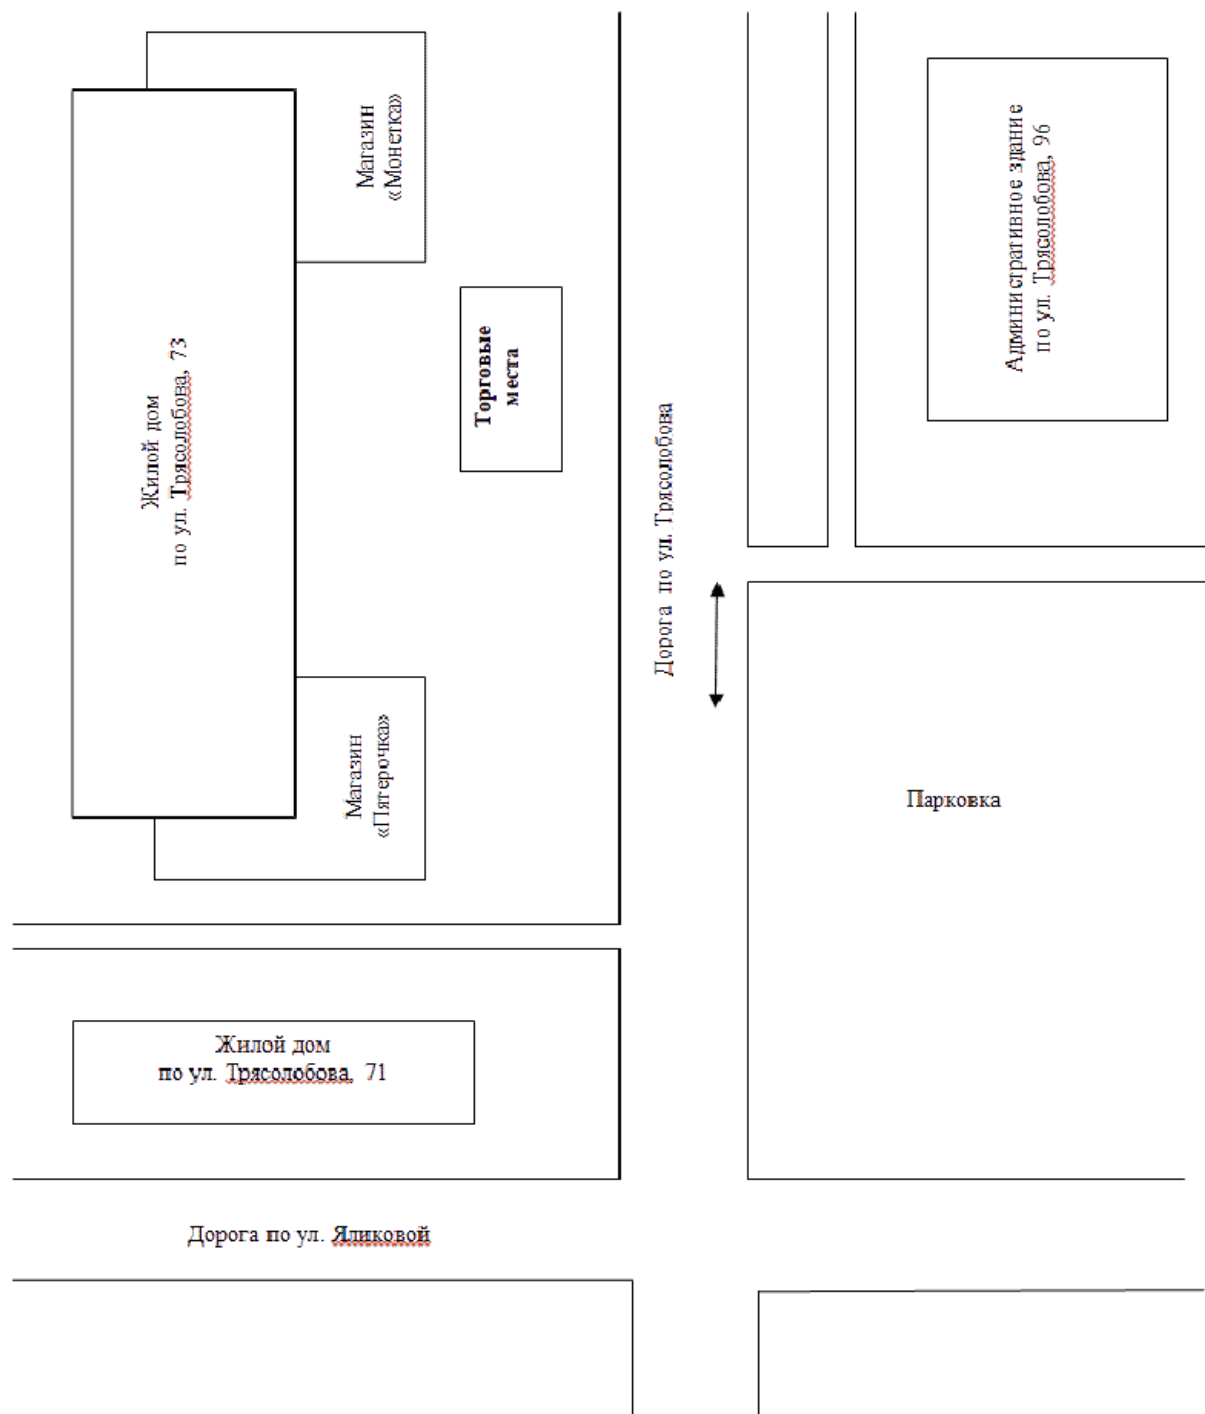 Магазин
«Монетка»
Административное здание
по ул. Трясолобова, 96
Жилой дом
по ул. Трясолобова, 73
Торговые
места
Дорога по ул. Трясолобова
Магазин
«Пятерочка»
Парковка
Жилой дом
по ул. Трясолобова, 71
Дорога по ул. Яликовой